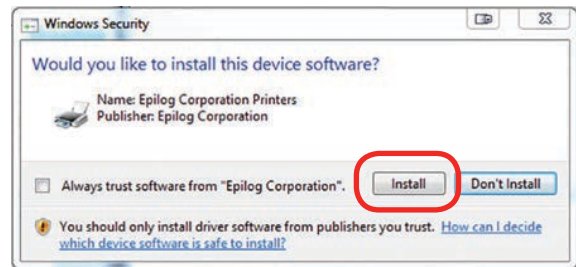 Windows Security
Would you like to install this device software?
Name: Epilog Corporation Printers
Publisher: Epilog Corporation
Always trust software from "Epilog Corporation".
Install
Don't Install
You should only install driver software from publishers you trust. How can I decide
which device software is safe to install?